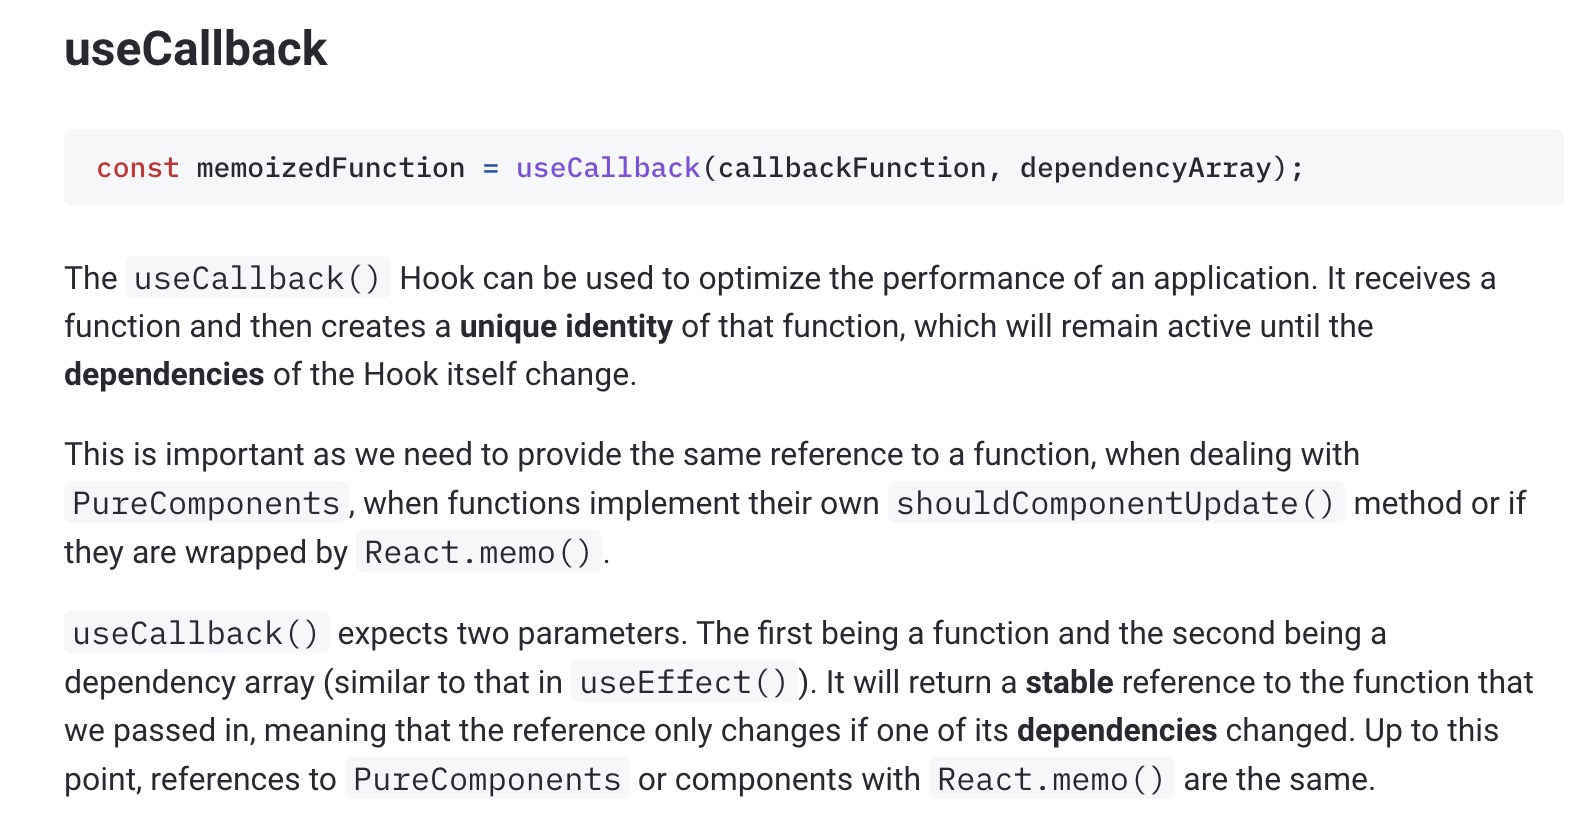 useCallback
const memoizedFunction = useCallback(callbackFunction, dependencyArray);
The useCallback() Hook can be used to optimize the performance of an application. It receives a
function and then creates a unique identity of that function, which will remain active until the
dependencies of the Hook itself change.
This is important as we need to provide the same reference to a function, when dealing with
PureComponents, when functions implement their own shouldComponentUpdate() method or if
they are wrapped by React.memo().
useCallback() expects two parameters. The first being a function and the second being a
dependency array (similar to that in useEffect()). It will return a stable reference to the function that
we passed in, meaning that the reference only changes if one of its dependencies changed. Up to this
point, references to PureComponents or components with React.memo() are the same.